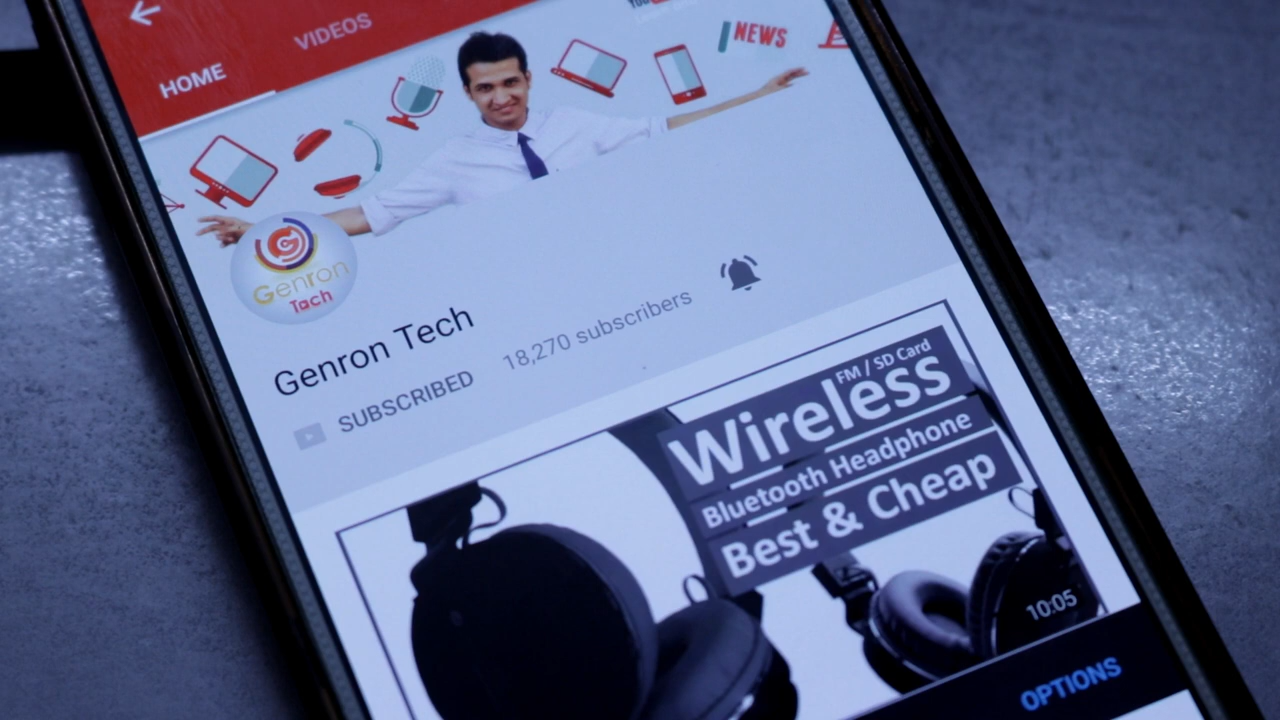 VIDEOS
HOME
NEWS
Genron
Tach
Genron Tech
SUBSCRIBED 18,270 subscribers
FM / SD Card
Wireless
Bluetooth Headphone
Best & Cheap
10:05
OPTIONS